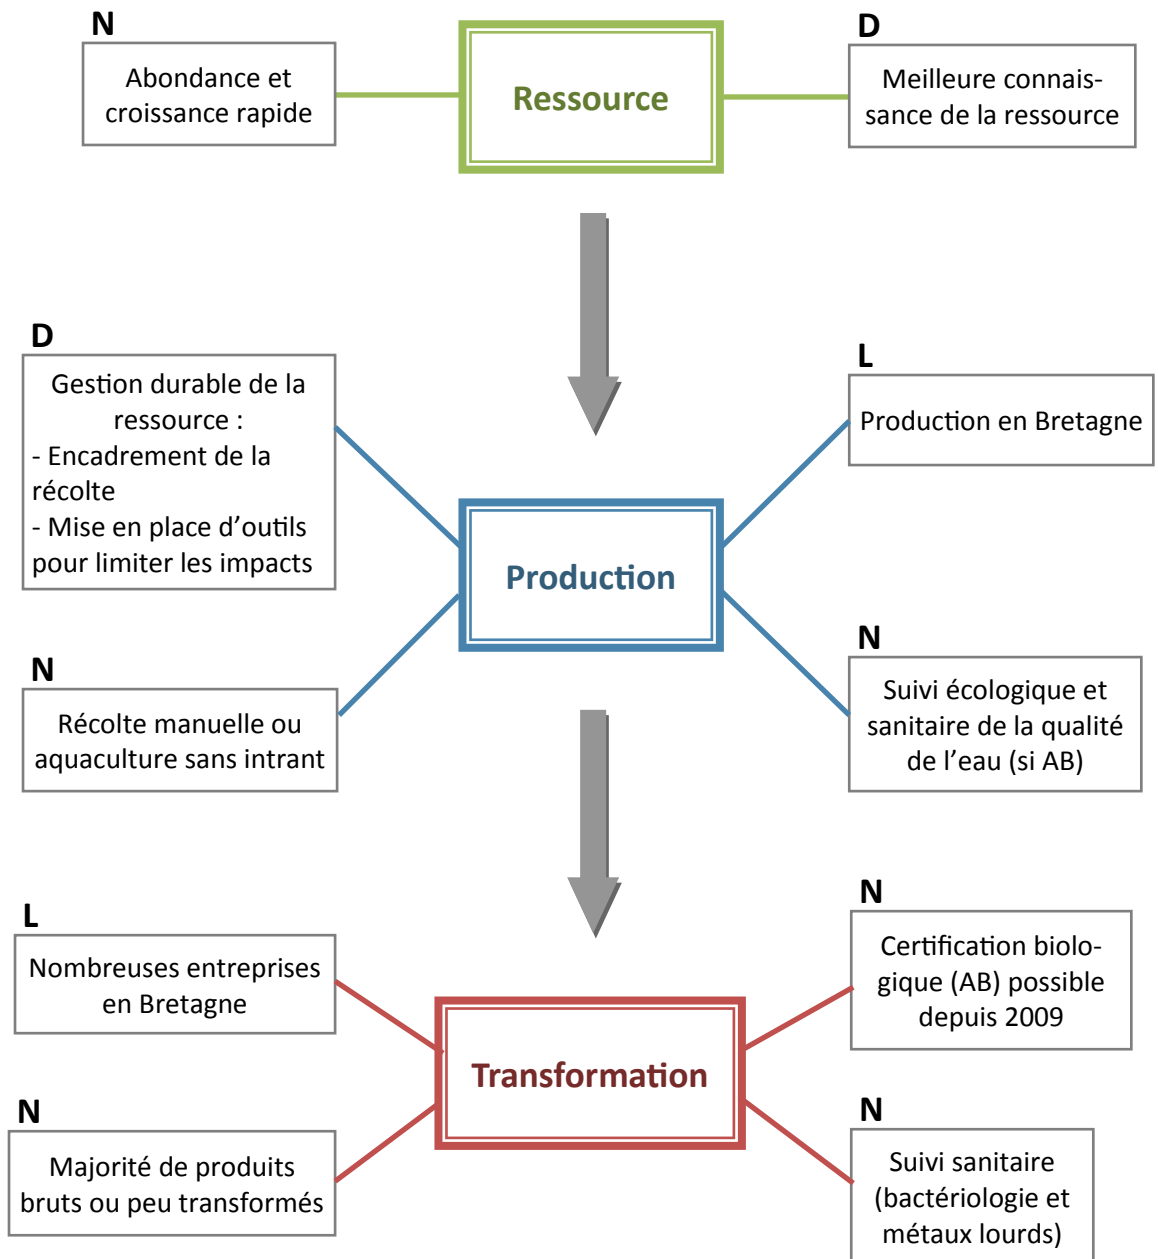 N
Abondance et
croissance rapide
Ressource
D
Meilleure connais-
sance de la ressource
D
Gestion durable de la
ressource :
- Encadrement de la
récolte
- Mise en place d’outils
pour limiter les impacts
L
Production en Bretagne
Production
N
Récolte manuelle ou
aquaculture sans intrant
N
Suivi écologique et
sanitaire de la qualité
de l’eau (si AB)
L
Nombreuses entreprises
en Bretagne
N
Certification biolo-
gique (AB) possible
depuis 2009
Transformation
N
Majorité de produits
bruts ou peu transformés
N
Suivi sanitaire
(bactériologie et
métaux lourds)